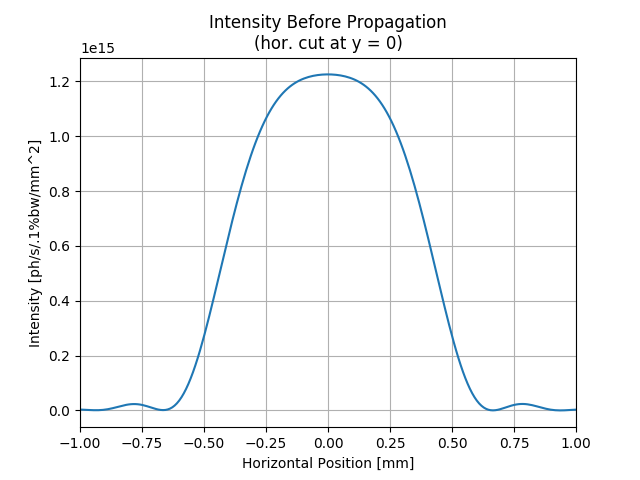 Intensity Before Propagation
(hor. cut at y = 0)
1e15
1.2
1.0
0.8
0.6
0.4
0.2
0.0
Intensity [ph/s/.1%bw/mm^2]
−1.00 −0.75 −0.50 −0.25 0.00 0.25 0.50 0.75 1.00
Horizontal Position [mm]